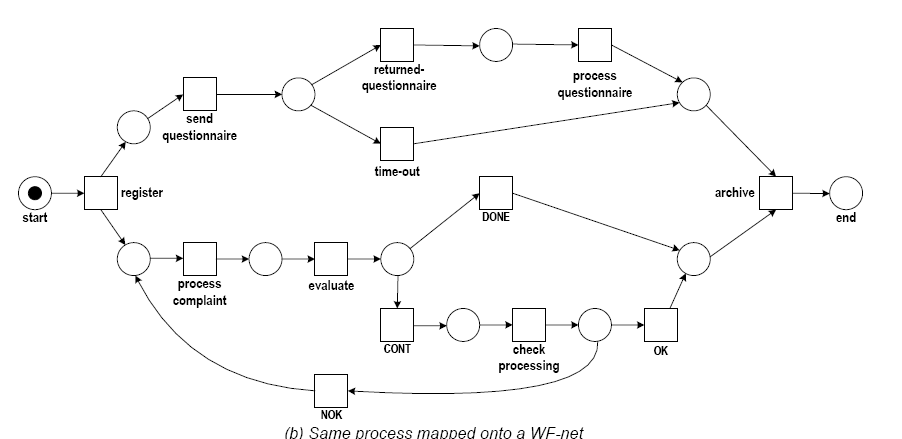 returned-
questionnaire
process
questionnaire
send
questionnaire
time-out
start
register
DONE
archive
end
process
complaint
evaluate
CONT
check
processing
OK
NOK
(b) Same process mapped onto a WF-net